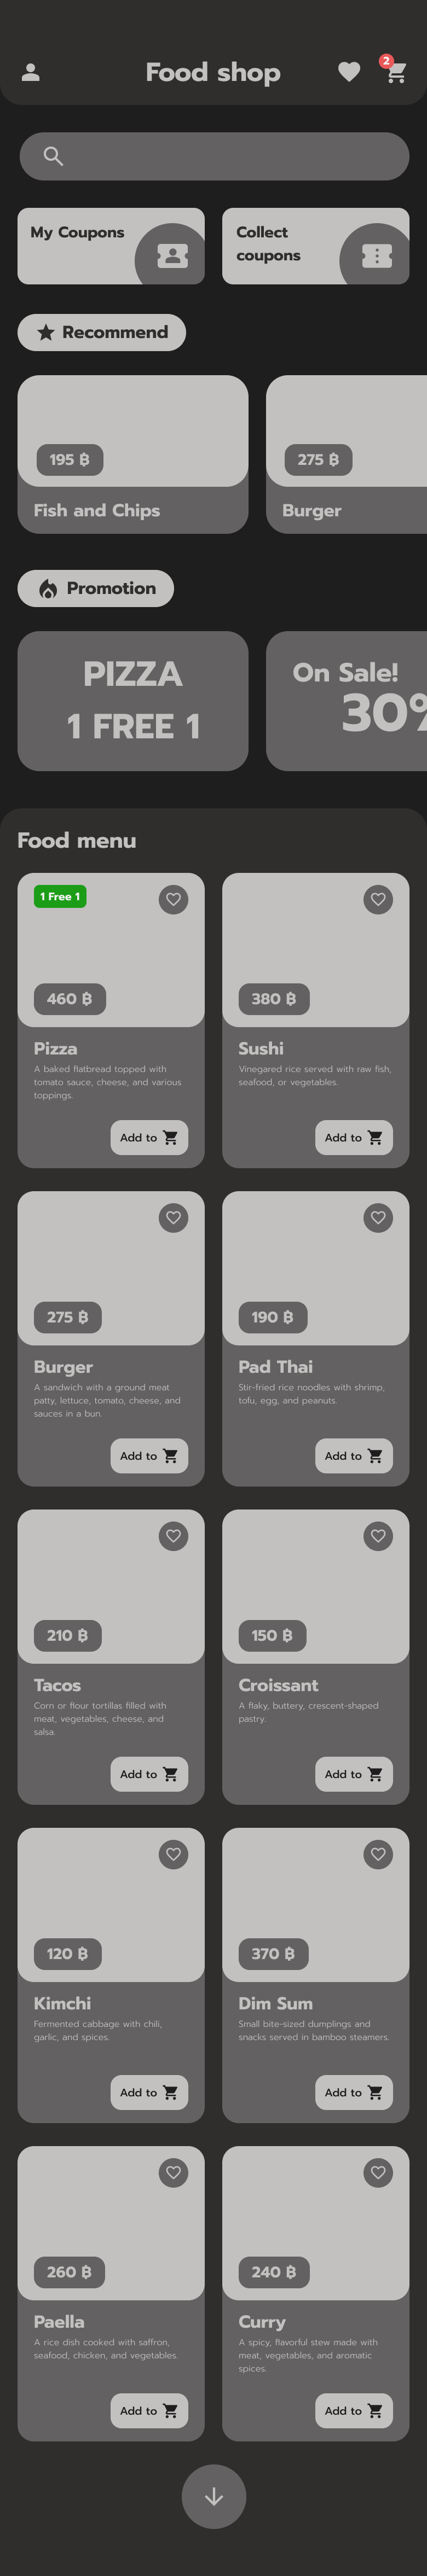 Food shop
2
My Coupons
Collect
coupons
Recommend
195 ฿
275 ฿
Fish and Chips
Burger
Promotion
PIZZA
1 FREE 1
On Sale!
30%
Food menu
1 Free 1
460 ฿
Pizza
A baked flatbread topped with
tomato sauce, cheese, and various
toppings.
Add to
380 ฿
Sushi
Vinegared rice served with raw fish,
seafood, or vegetables.
Add to
275 ฿
Burger
A sandwich with a ground meat
patty, lettuce, tomato, cheese, and
sauces in a bun.
Add to
190 ฿
Pad Thai
Stir-fried rice noodles with shrimp,
tofu, egg, and peanuts.
Add to
210 ฿
Tacos
Corn or flour tortillas filled with
meat, vegetables, cheese, and
salsa.
Add to
150 ฿
Croissant
A flaky, buttery, crescent-shaped
pastry.
Add to
120 ฿
Kimchi
Fermented cabbage with chili,
garlic, and spices.
Add to
370 ฿
Dim Sum
Small bite-sized dumplings and
snacks served in bamboo steamers.
Add to
260 ฿
Paella
A rice dish cooked with saffron,
seafood, chicken, and vegetables.
Add to
240 ฿
Curry
A spicy, flavorful stew made with
meat, vegetables, and aromatic
spices.
Add to